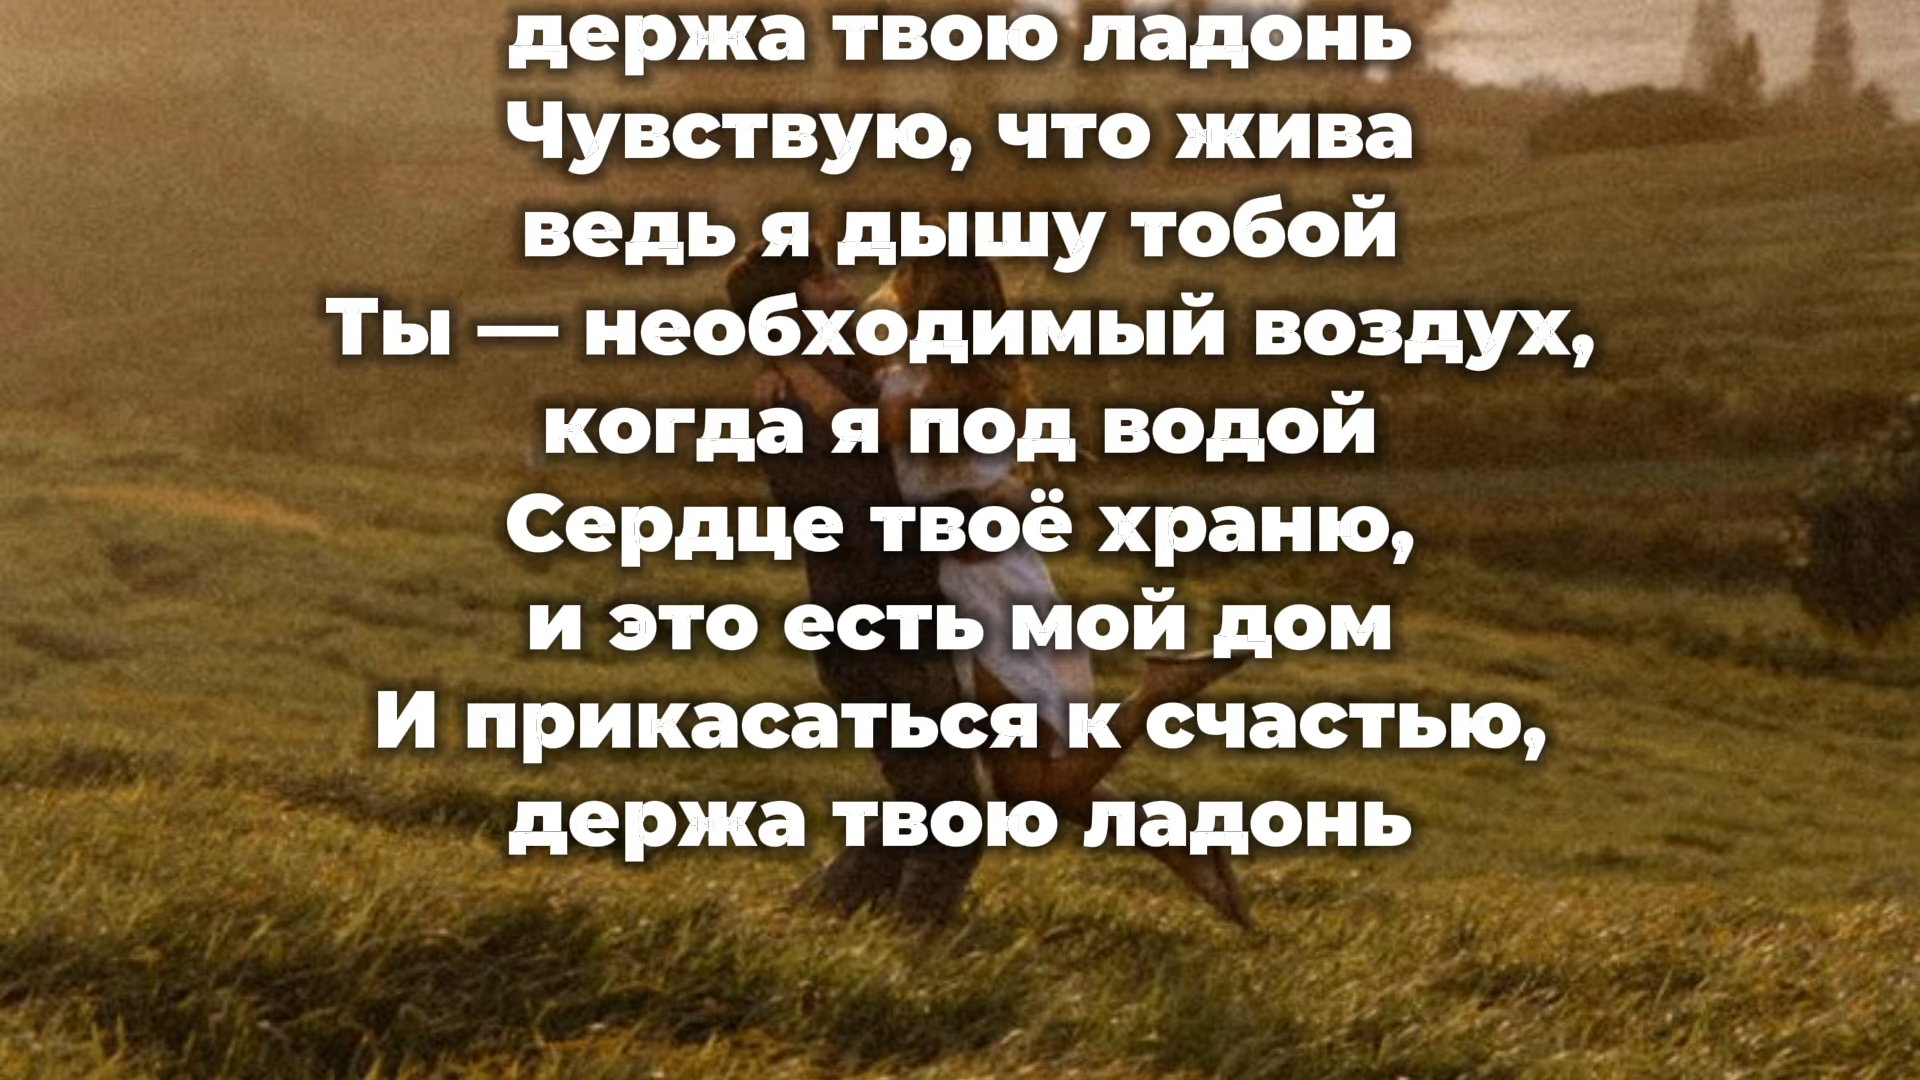 держа твою ладонь
Чувствую, что жива
ведь я дышу тобой
Ты — необходимый воздух,
когда я под водой
Сердце твоё храню,
и это есть мой дом
И прикасаться к счастью,
держа твою ладонь